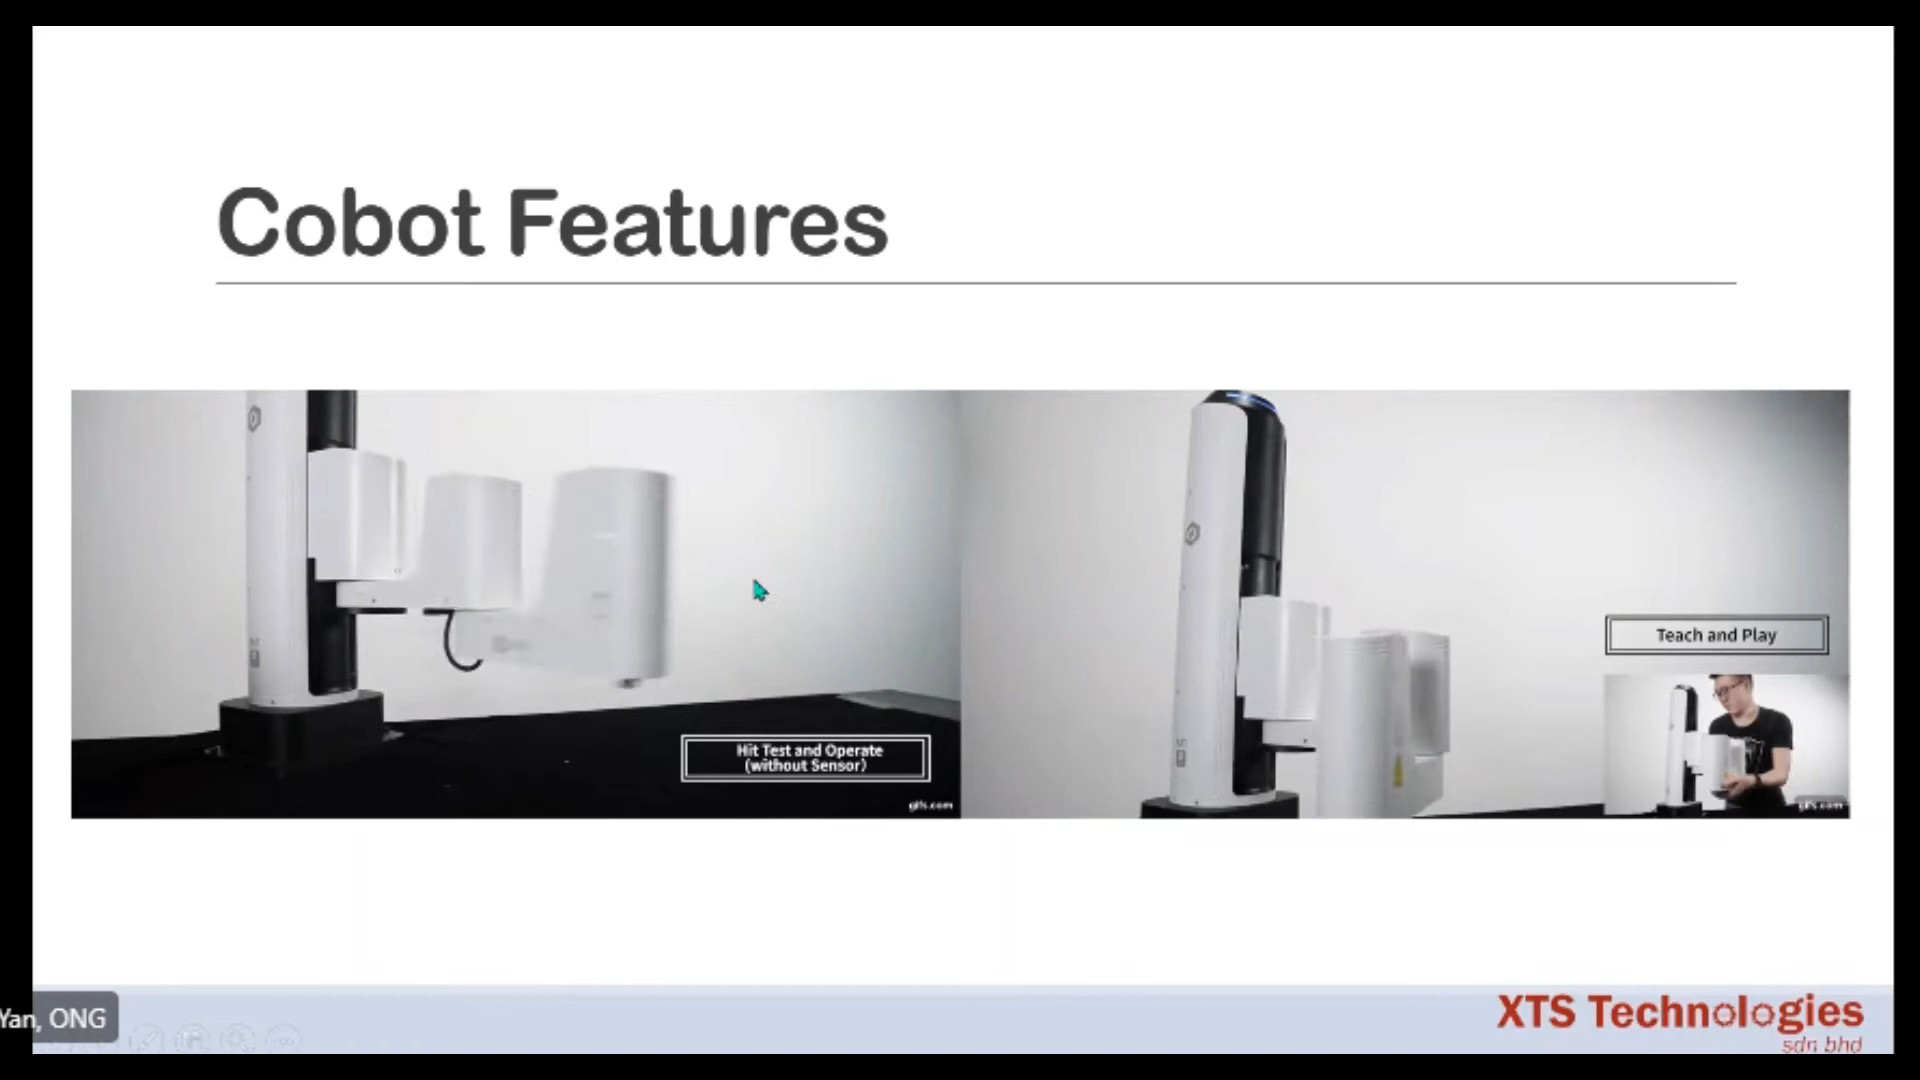 Cobot Features
Hit Test and Operate
(without Sensor)
gifs.com
Teach and Play
gifs.com
Yan, ONG
XTS Technologies
sdn bhd